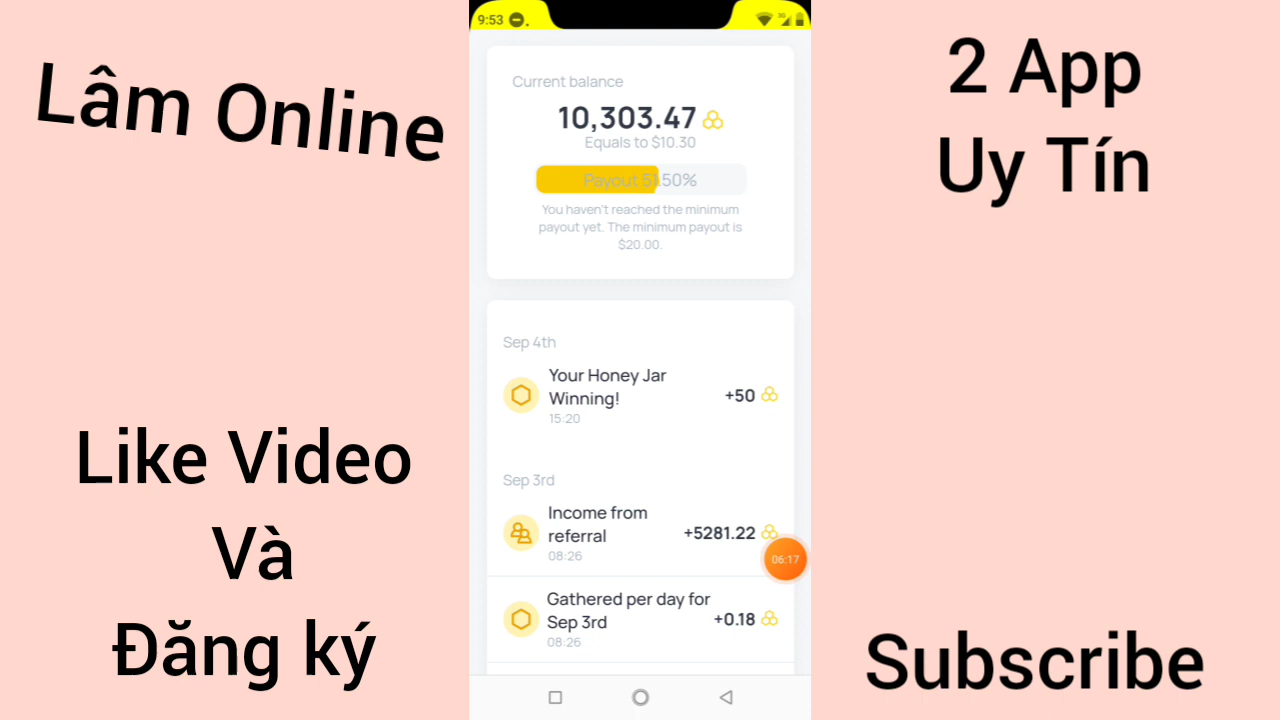 Lâm Online
Like Video
Và
Đăng ký
9:53
3G
Current balance
10,303.47
Equals to $10.30
Payout 51.50%
You haven't reached the minimum
payout yet. The minimum payout is
$20.00.
Sep 4th
Your Honey Jar
Winning!
+50
15:20
Sep 3rd
Income from
referral
+5281.22
08:26
06:17
Gathered per day for
Sep 3rd
+0.18
08:26
2 App
Uy Tín
Subscribe